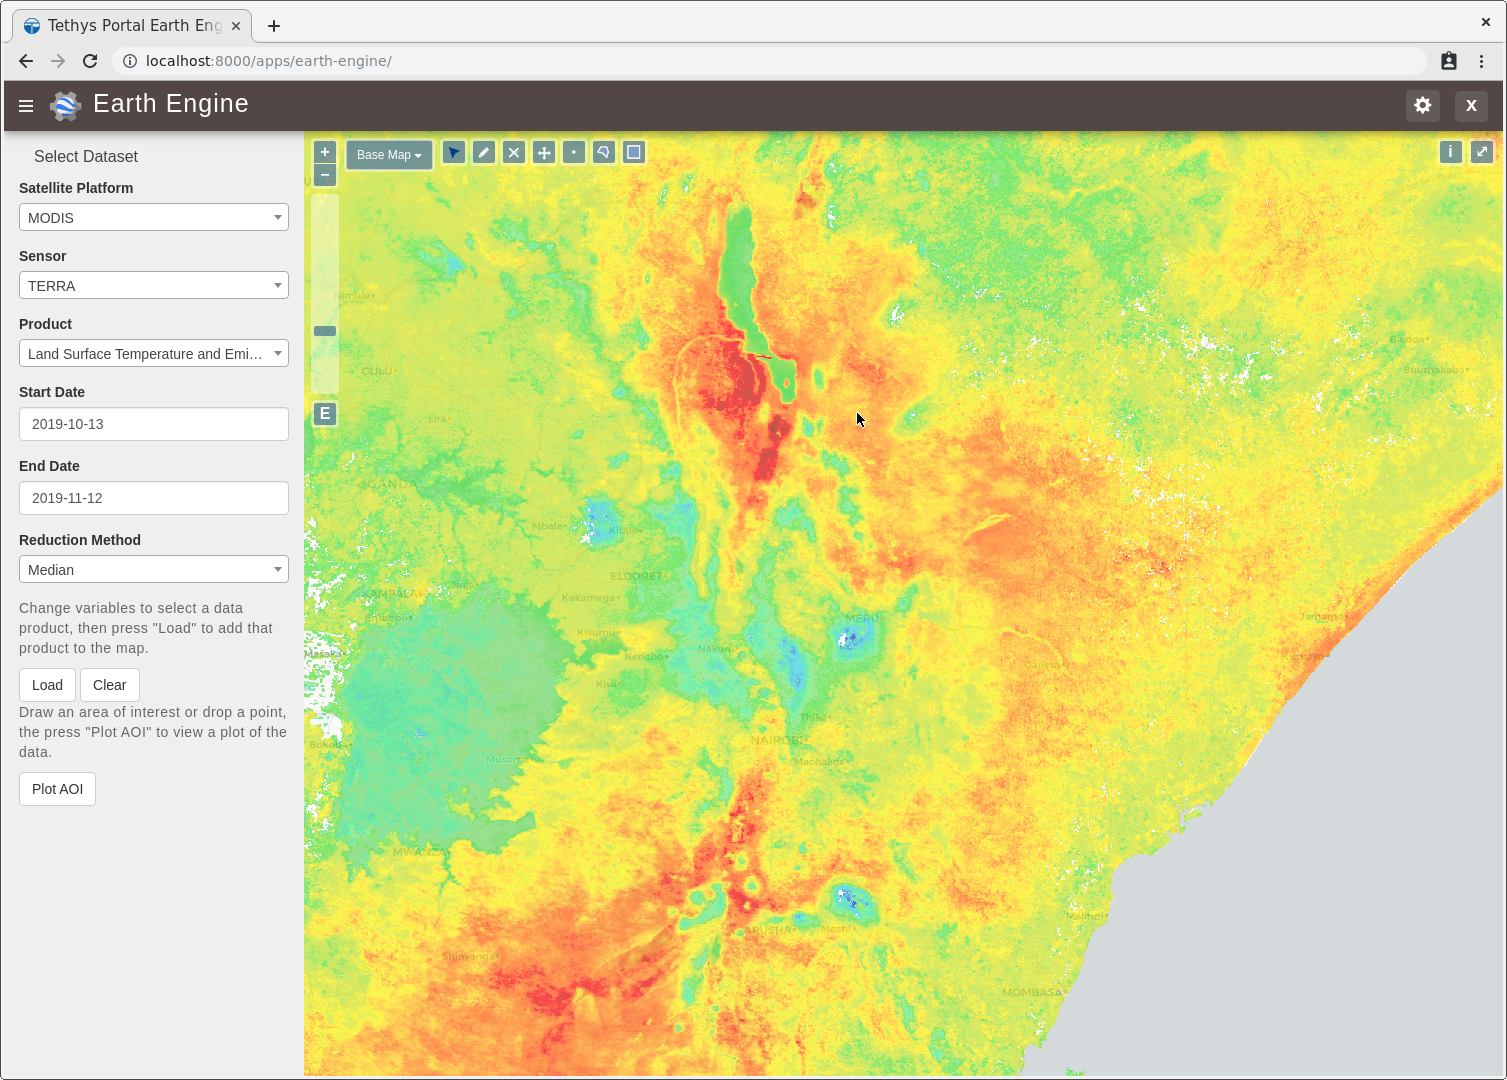 Tethys Portal Earth Eng
localhost:8000/apps/earth-engine/
Earth Engine
X
Select Dataset
Satellite Platform
MODIS
Sensor
TERRA
Product
Land Surface Temperature and Emi...
Start Date
2019-10-13
End Date
2019-11-12
Reduction Method
Median
Change variables to select a data
product, then press "Load" to add that
product to the map.
Load Clear
Draw an area of interest or drop a point,
the press "Plot AOI" to view a plot of the
data.
Plot AOI
+
−
Base Map
i
E
Nimule
Baidoa
GULU
Buurhakaba
Lira
UGANDA
Mbale
Kitale
ELDORET
Jinja
KAMPALA
Kakamega
Entebbe
MERU
Jamame
Kisumu
Nakuru
Masaka
Kericho
Kismayo
Garissa
Kisii
Thika
NAIROBI
Bukoba
Musoma
Machakos
MWANZA
Malindi
ARUSHA
Moshi
Shinyanga
MOMBASA